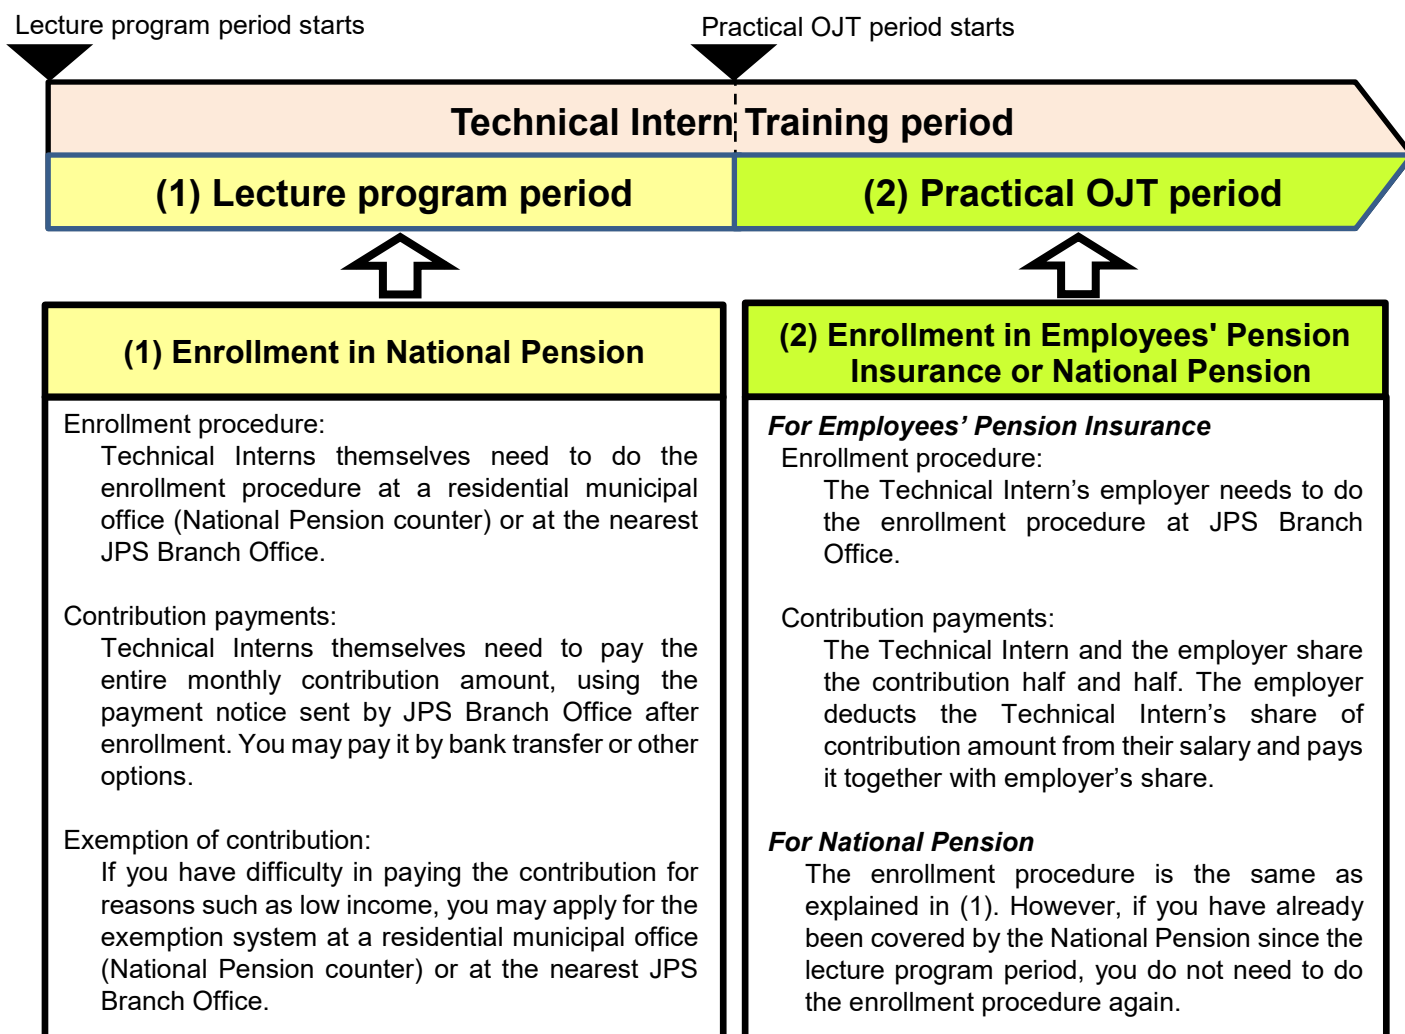 Lecture program period starts
Practical OJT period starts
Technical Intern Training period
(1) Lecture program period
(2) Practical OJT period
(1) Enrollment in National Pension
Enrollment procedure:
Technical Interns themselves need to do the
enrollment procedure at a residential municipal
office (National Pension counter) or at the nearest
JPS Branch Office.
Contribution payments:
Technical Interns themselves need to pay the
entire monthly contribution amount, using the
payment notice sent by JPS Branch Office after
enrollment. You may pay it by bank transfer or other
options.
Exemption of contribution:
If you have difficulty in paying the contribution for
reasons such as low income, you may apply for the
exemption system at a residential municipal office
(National Pension counter) or at the nearest JPS
Branch Office.
(2) Enrollment in Employees' Pension
Insurance or National Pension
For Employees’ Pension Insurance
Enrollment procedure:
The Technical Intern’s employer needs to do
the enrollment procedure at JPS Branch
Office.
Contribution payments:
The Technical Intern and the employer share
the contribution half and half. The employer
deducts the Technical Intern’s share of
contribution amount from their salary and pays
it together with employer’s share.
For National Pension
The enrollment procedure is the same as
explained in (1). However, if you have already
been covered by the National Pension since the
lecture program period, you do not need to do
the enrollment procedure again.